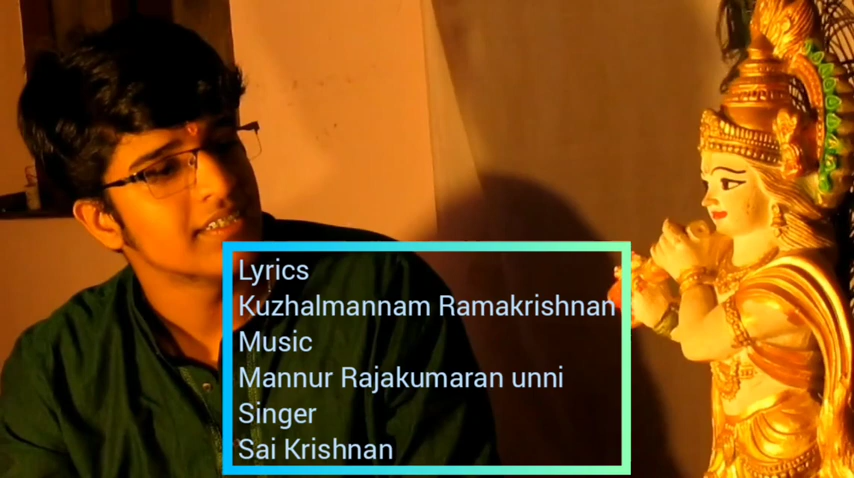 Lyrics
Kuzhalmannam Ramakrishnan
Music
Mannur Rajakumaran unni
Singer
Sai Krishnan